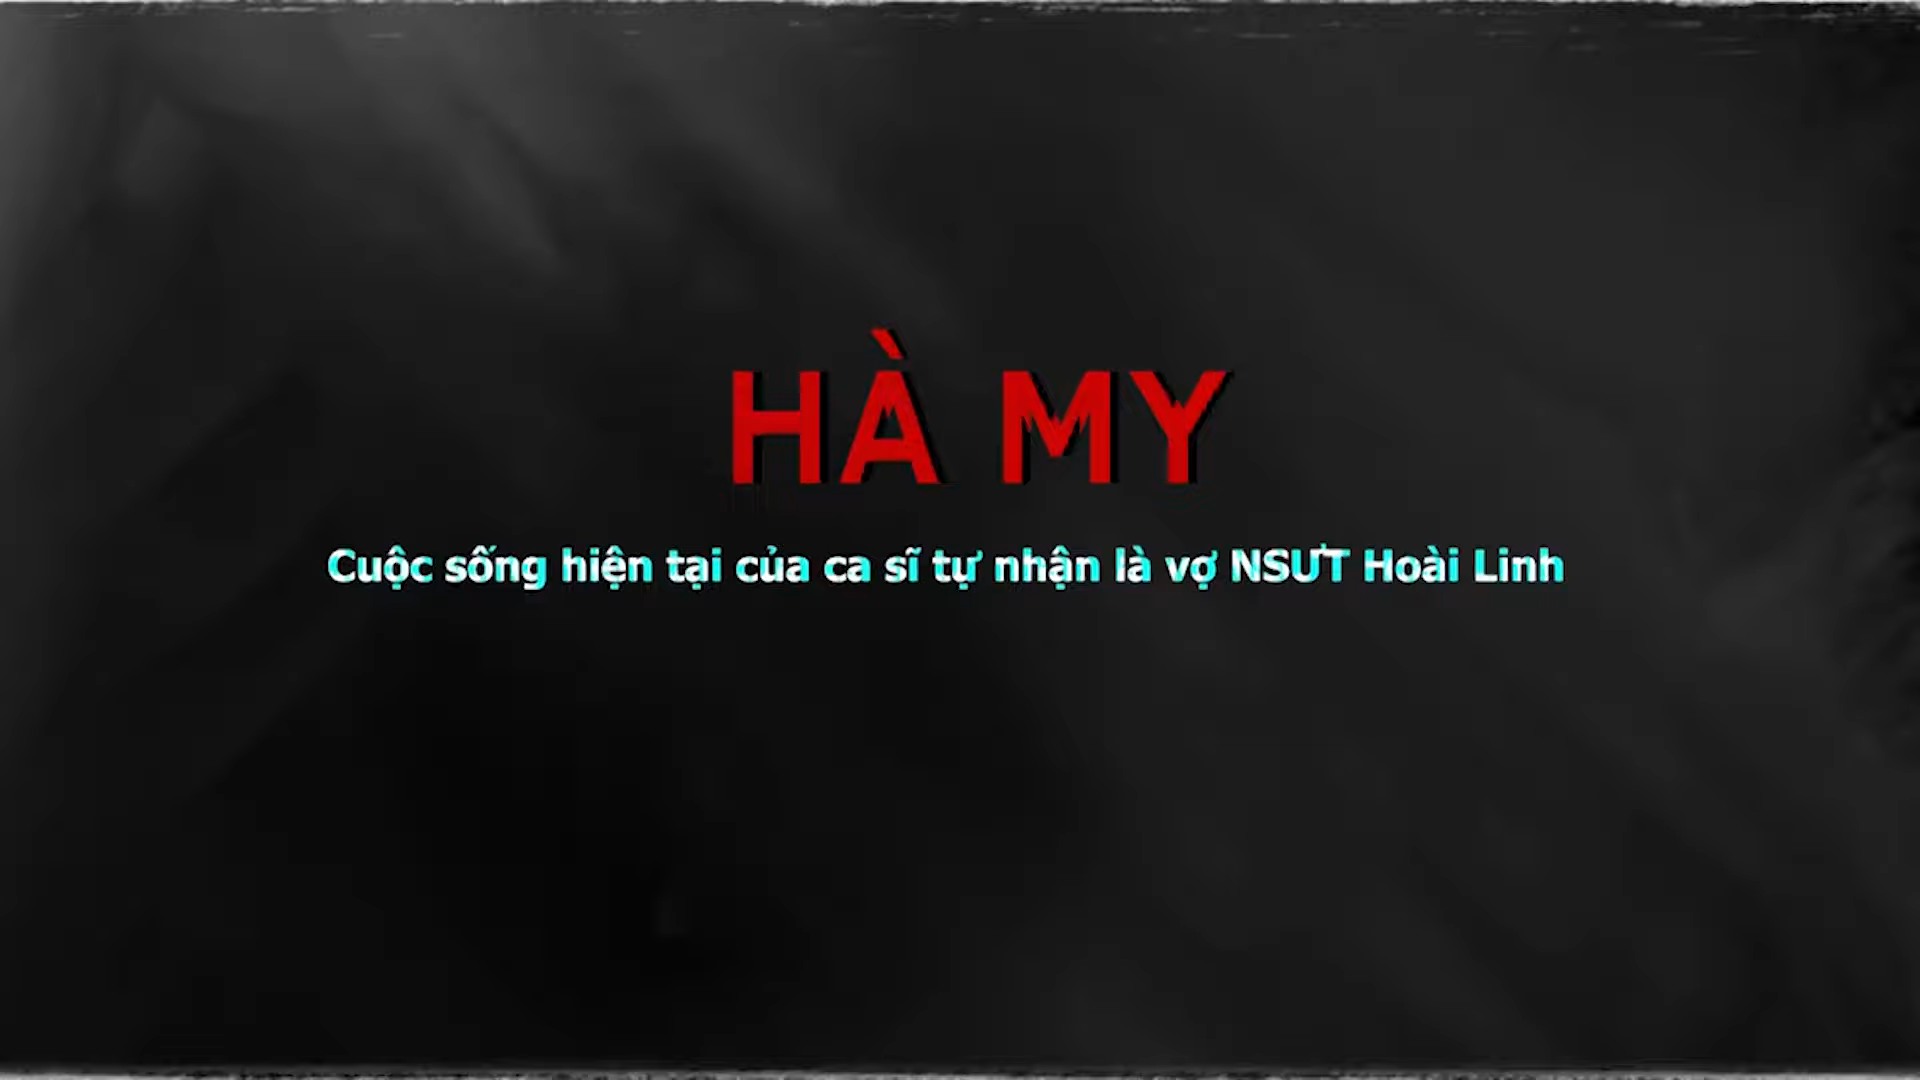 HÀ MY
Cuộc sống hiện tại của ca sĩ tự nhận là vợ NSƯT Hoài Linh